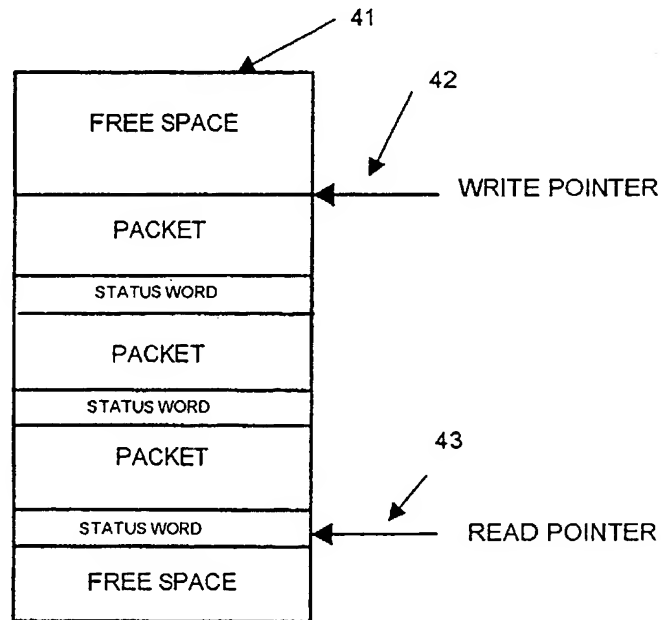 41
42
FREE SPACE
WRITE POINTER
PACKET
STATUS WORD
PACKET
STATUS WORD
43
PACKET
STATUS WORD
READ POINTER
FREE SPACE